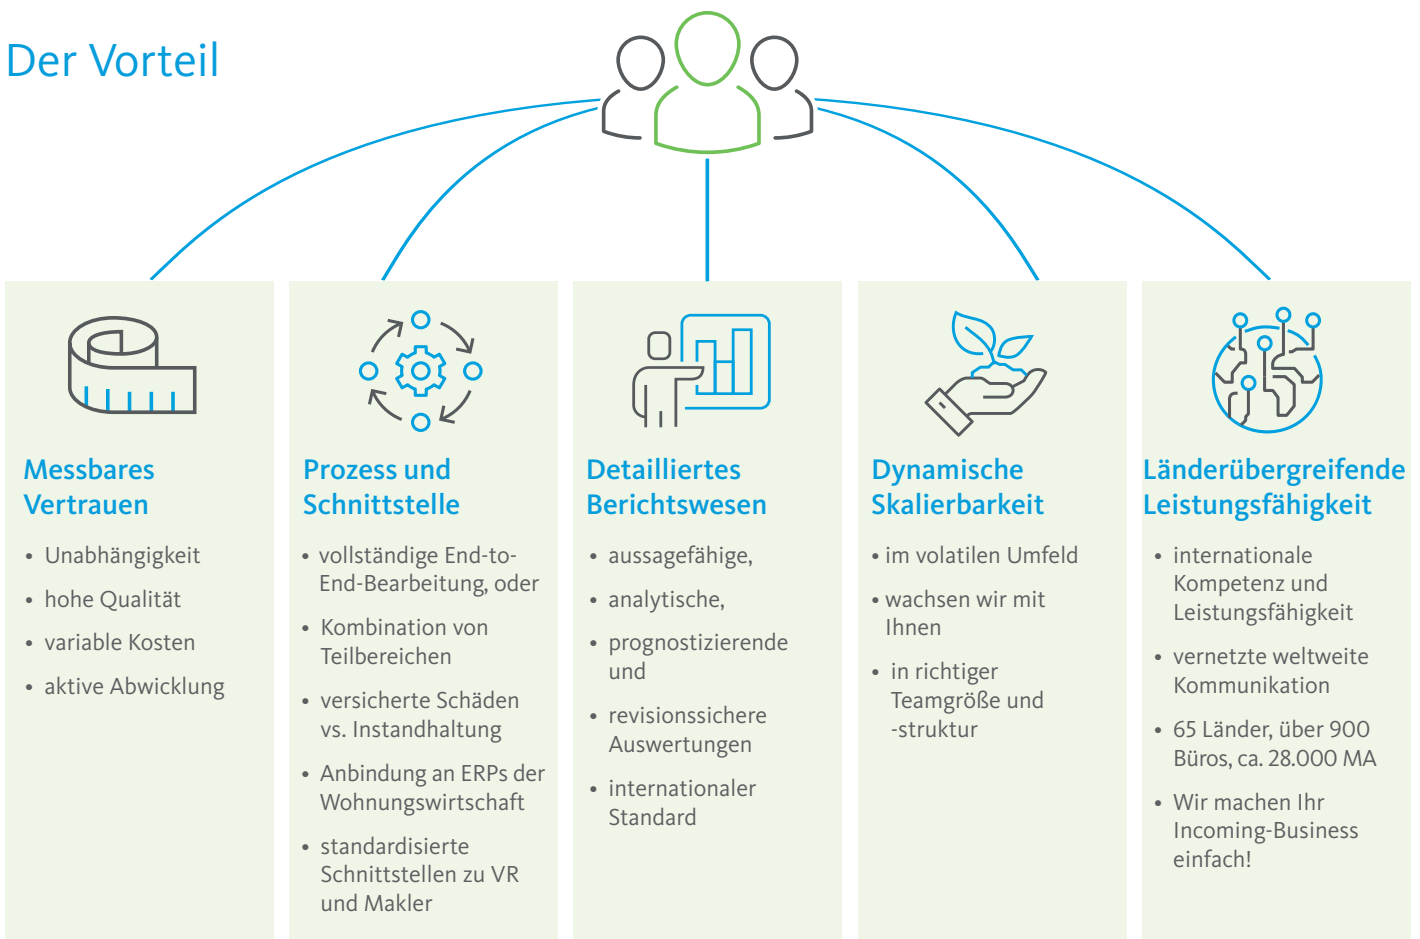 Der Vorteil
Messbares
Vertrauen
• Unabhängigkeit
• hohe Qualität
• variable Kosten
• aktive Abwicklung
Prozess und
Schnittstelle
• vollständige End-to-
End-Bearbeitung, oder
• Kombination von
Teilbereichen
• versicherte Schäden
vs. Instandhaltung
• Anbindung an ERPs der
Wohnungswirtschaft
• standardisierte
Schnittstellen zu VR
und Makler
Detailliertes
Berichtswesen
• aussagefähige,
• analytische,
• prognostizierende
und
• revisionssichere
Auswertungen
• internationaler
Standard
Dynamische
Skalierbarkeit
• im volatilen Umfeld
• wachsen wir mit
Ihnen
• in richtiger
Teamgröße und
-struktur
Länderübergreifende
Leistungsfähigkeit
• internationale
Kompetenz und
Leistungsfähigkeit
• vernetzte weltweite
Kommunikation
• 65 Länder, über 900
Büros, ca. 28.000 MA
• Wir machen Ihr
Incoming-Business
einfach!